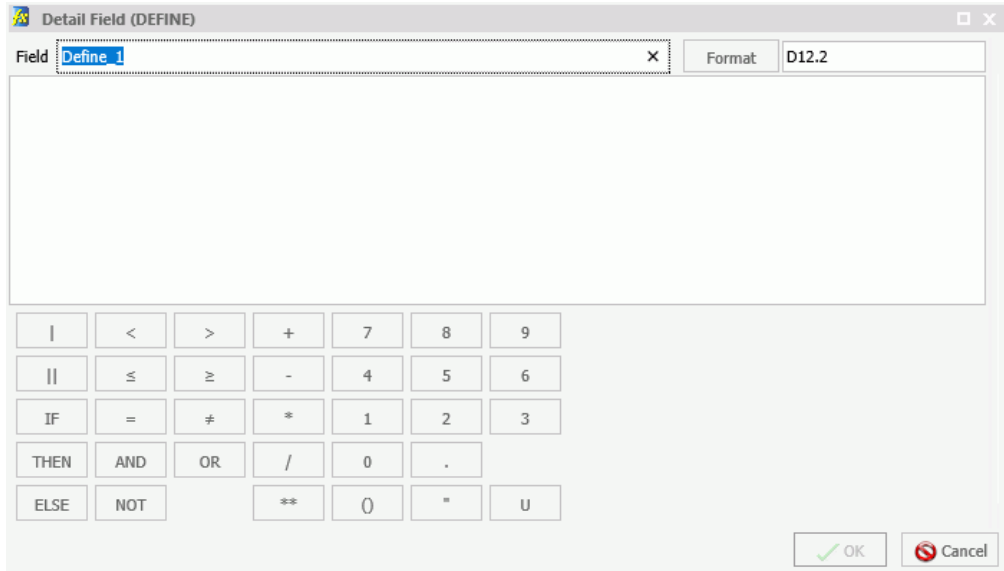 Detail Field (DEFINE)
Field Define_1 × Format D12.2
| < > + 7 8 9
|| ≤ ≥ - 4 5 6
IF = ≠ * 1 2 3
THEN AND OR / 0 .
ELSE NOT ** () " U
OK Cancel